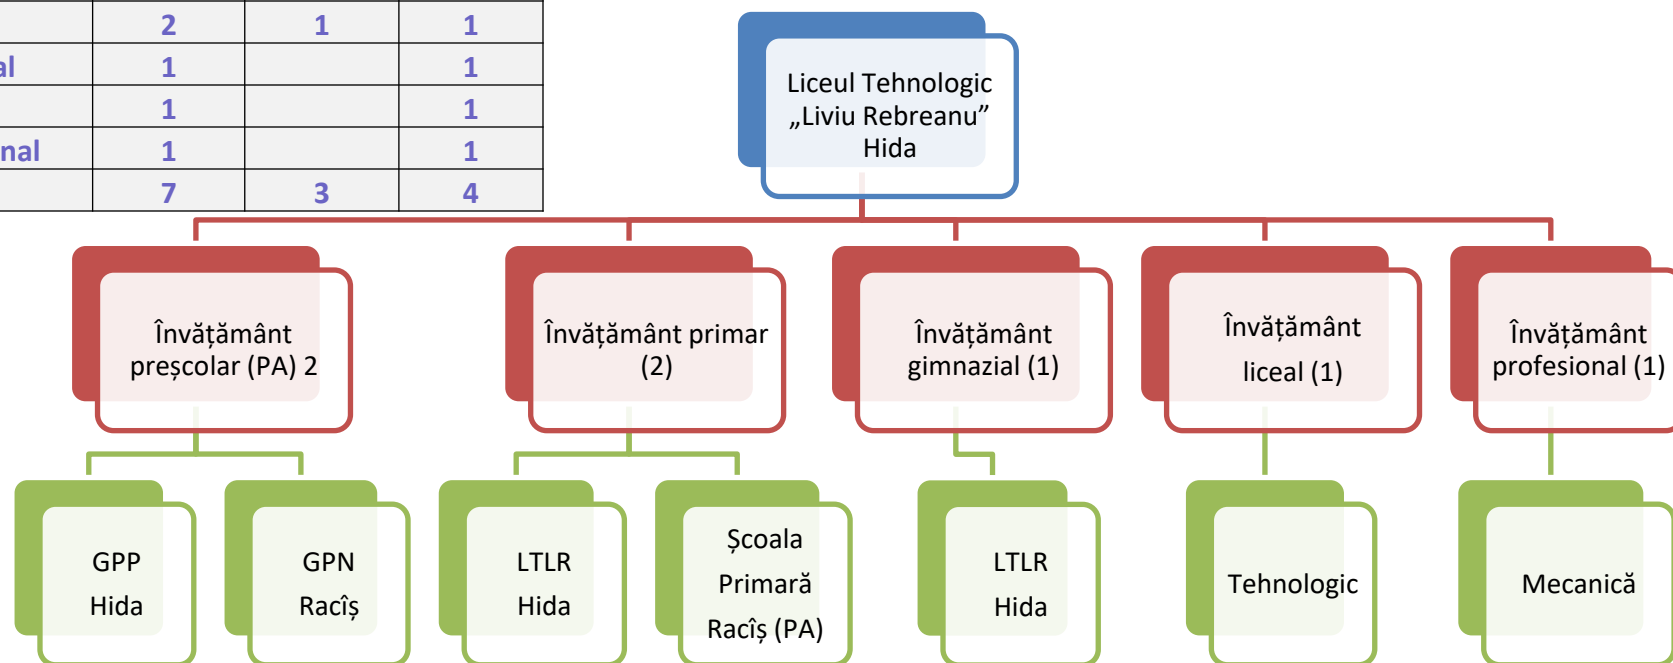 2 1 1
al 1 1
1 1
nal 1 1
7 3 4
Liceul Tehnologic
„Liviu Rebreanu”
Hida
Învățământ
preșcolar (PA) 2
Învățământ primar
(2)
Învățământ
gimnazial (1)
Învățământ
liceal (1)
Învățământ
profesional (1)
GPP
Hida
GPN
Racîș
LTLR
Hida
Școala
Primară
Racîș (PA)
LTLR
Hida
Tehnologic
Mecanică